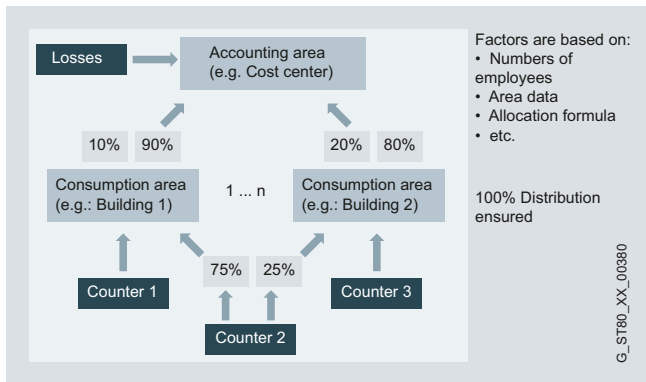 Losses
Accounting area
(e.g. Cost center)
10%
90%
20%
80%
Consumption area
(e.g.: Building 1)
1 ... n
Consumption area
(e.g.: Building 2)
75%
25%
Counter 1
Counter 2
Counter 3
Factors are based on:
• Numbers of
employees
• Area data
• Allocation formula
• etc.
100% Distribution
ensured
G_ST80_XX_00380